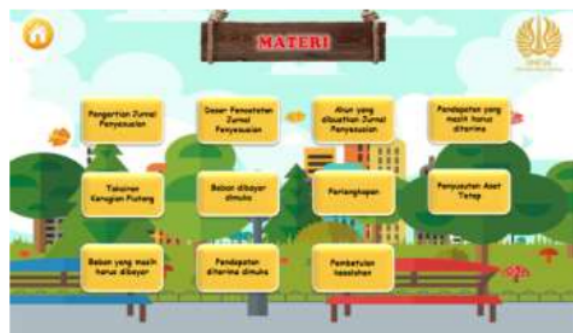 MATERI
Pengertian Jurnal
Penyesuaian
Dasar Pencatatan
Jurnal
Penyesuaian
Akun yang
dibuatkan Jurnal
Penyesuaian
Pendapatan yang
masih harus
diterima
Taksiran
Kerugian Piutang
Beban dibayar
dimuka
Perlengkapan
Penyusutan Aset
Tetap
Beban yang masih
harus dibayar
Pendapatan
diterima dimuka
Pembetulan
kesalahan